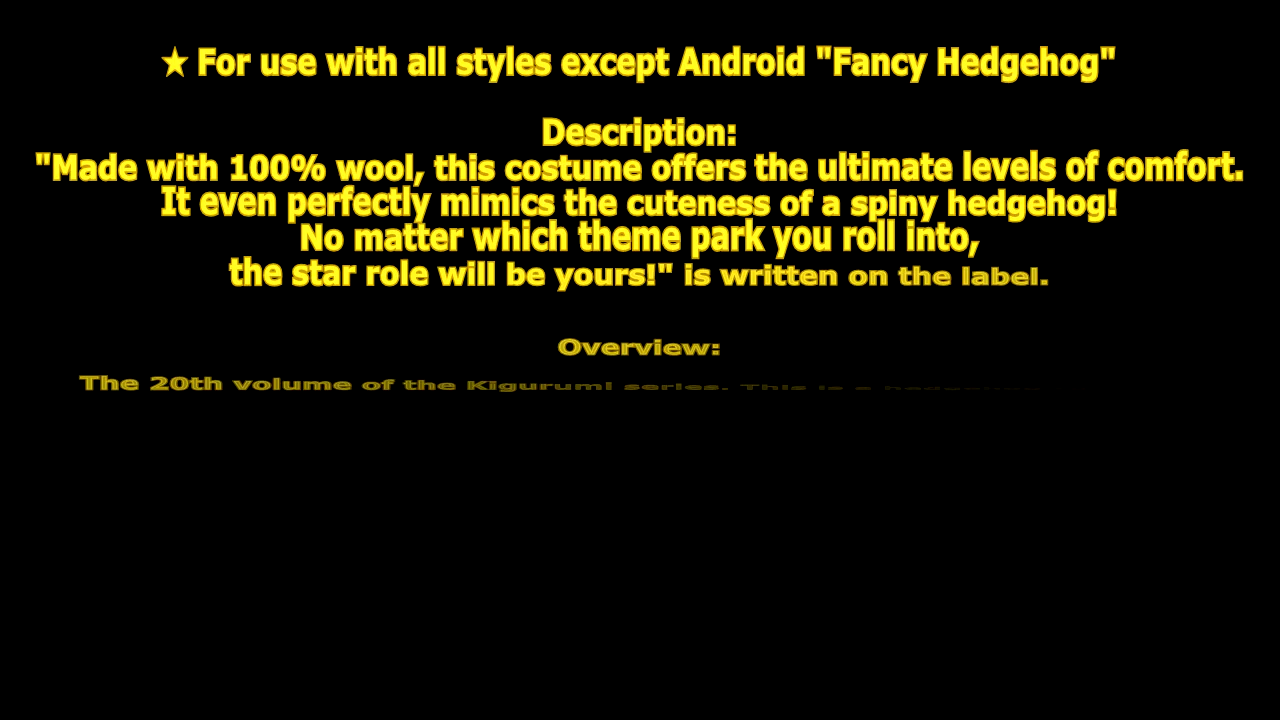 ★ For use with all styles except Android "Fancy Hedgehog"
Description:
"Made with 100% wool, this costume offers the ultimate levels of comfort.
It even perfectly mimics the cuteness of a spiny hedgehog!
No matter which theme park you roll into,
the star role will be yours!" is written on the label.
Overview:
The 20th volume of the Kigurumi series. This is a